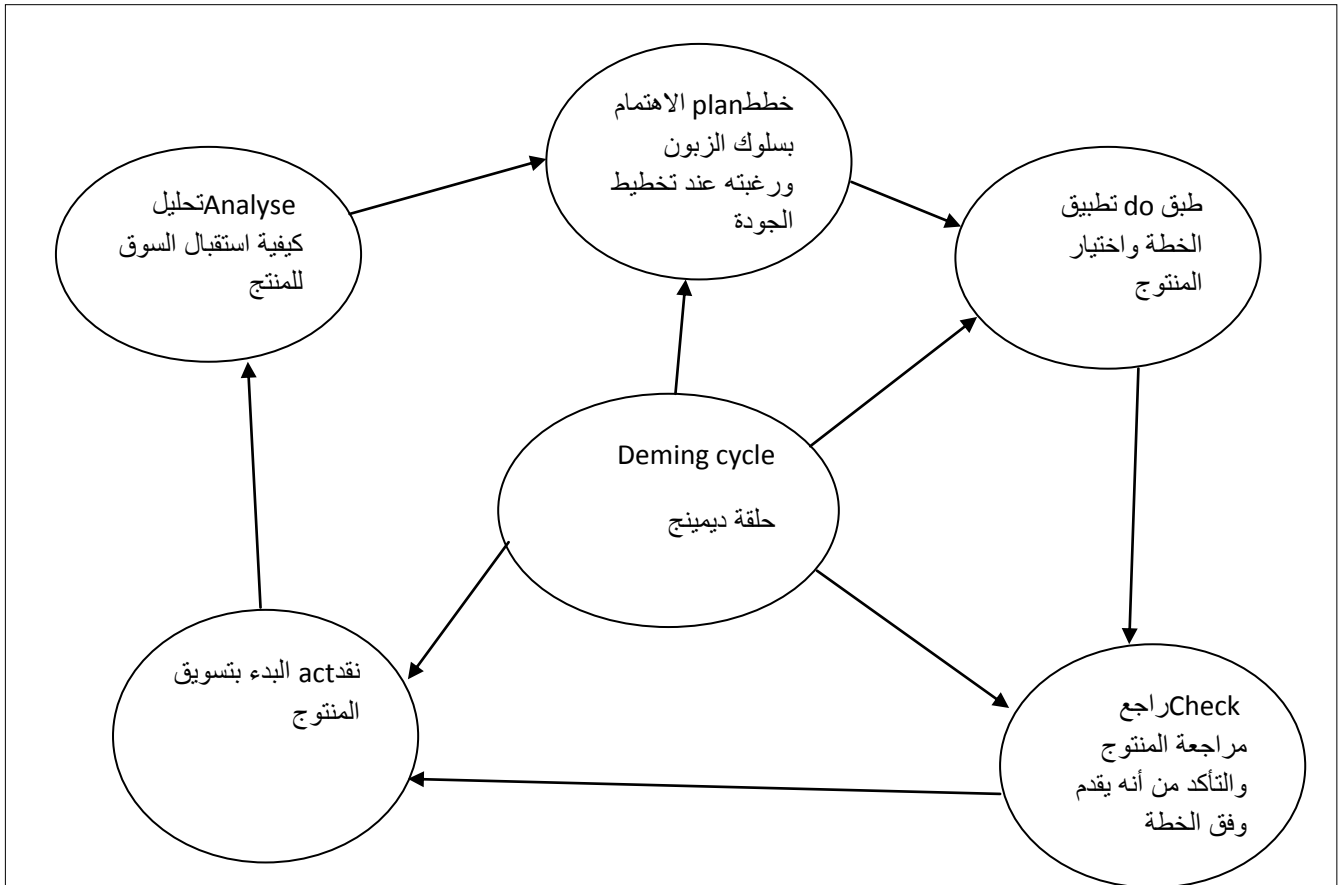 خططplan الاهتمام
بسلوك الزبون
ورغبته عند تخطيط
الجودة
طبق do تطبيق
الخطة واختيار
المنتوج
Checkراجع
مراجعة المنتوج
والتأكد من أنه يقدم
وفق الخطة
نقدact البدء بتسويق
المنتوج
Analyseتحليل
كيفية استقبال السوق
للمنتج
Deming cycle
حلقة ديمينج